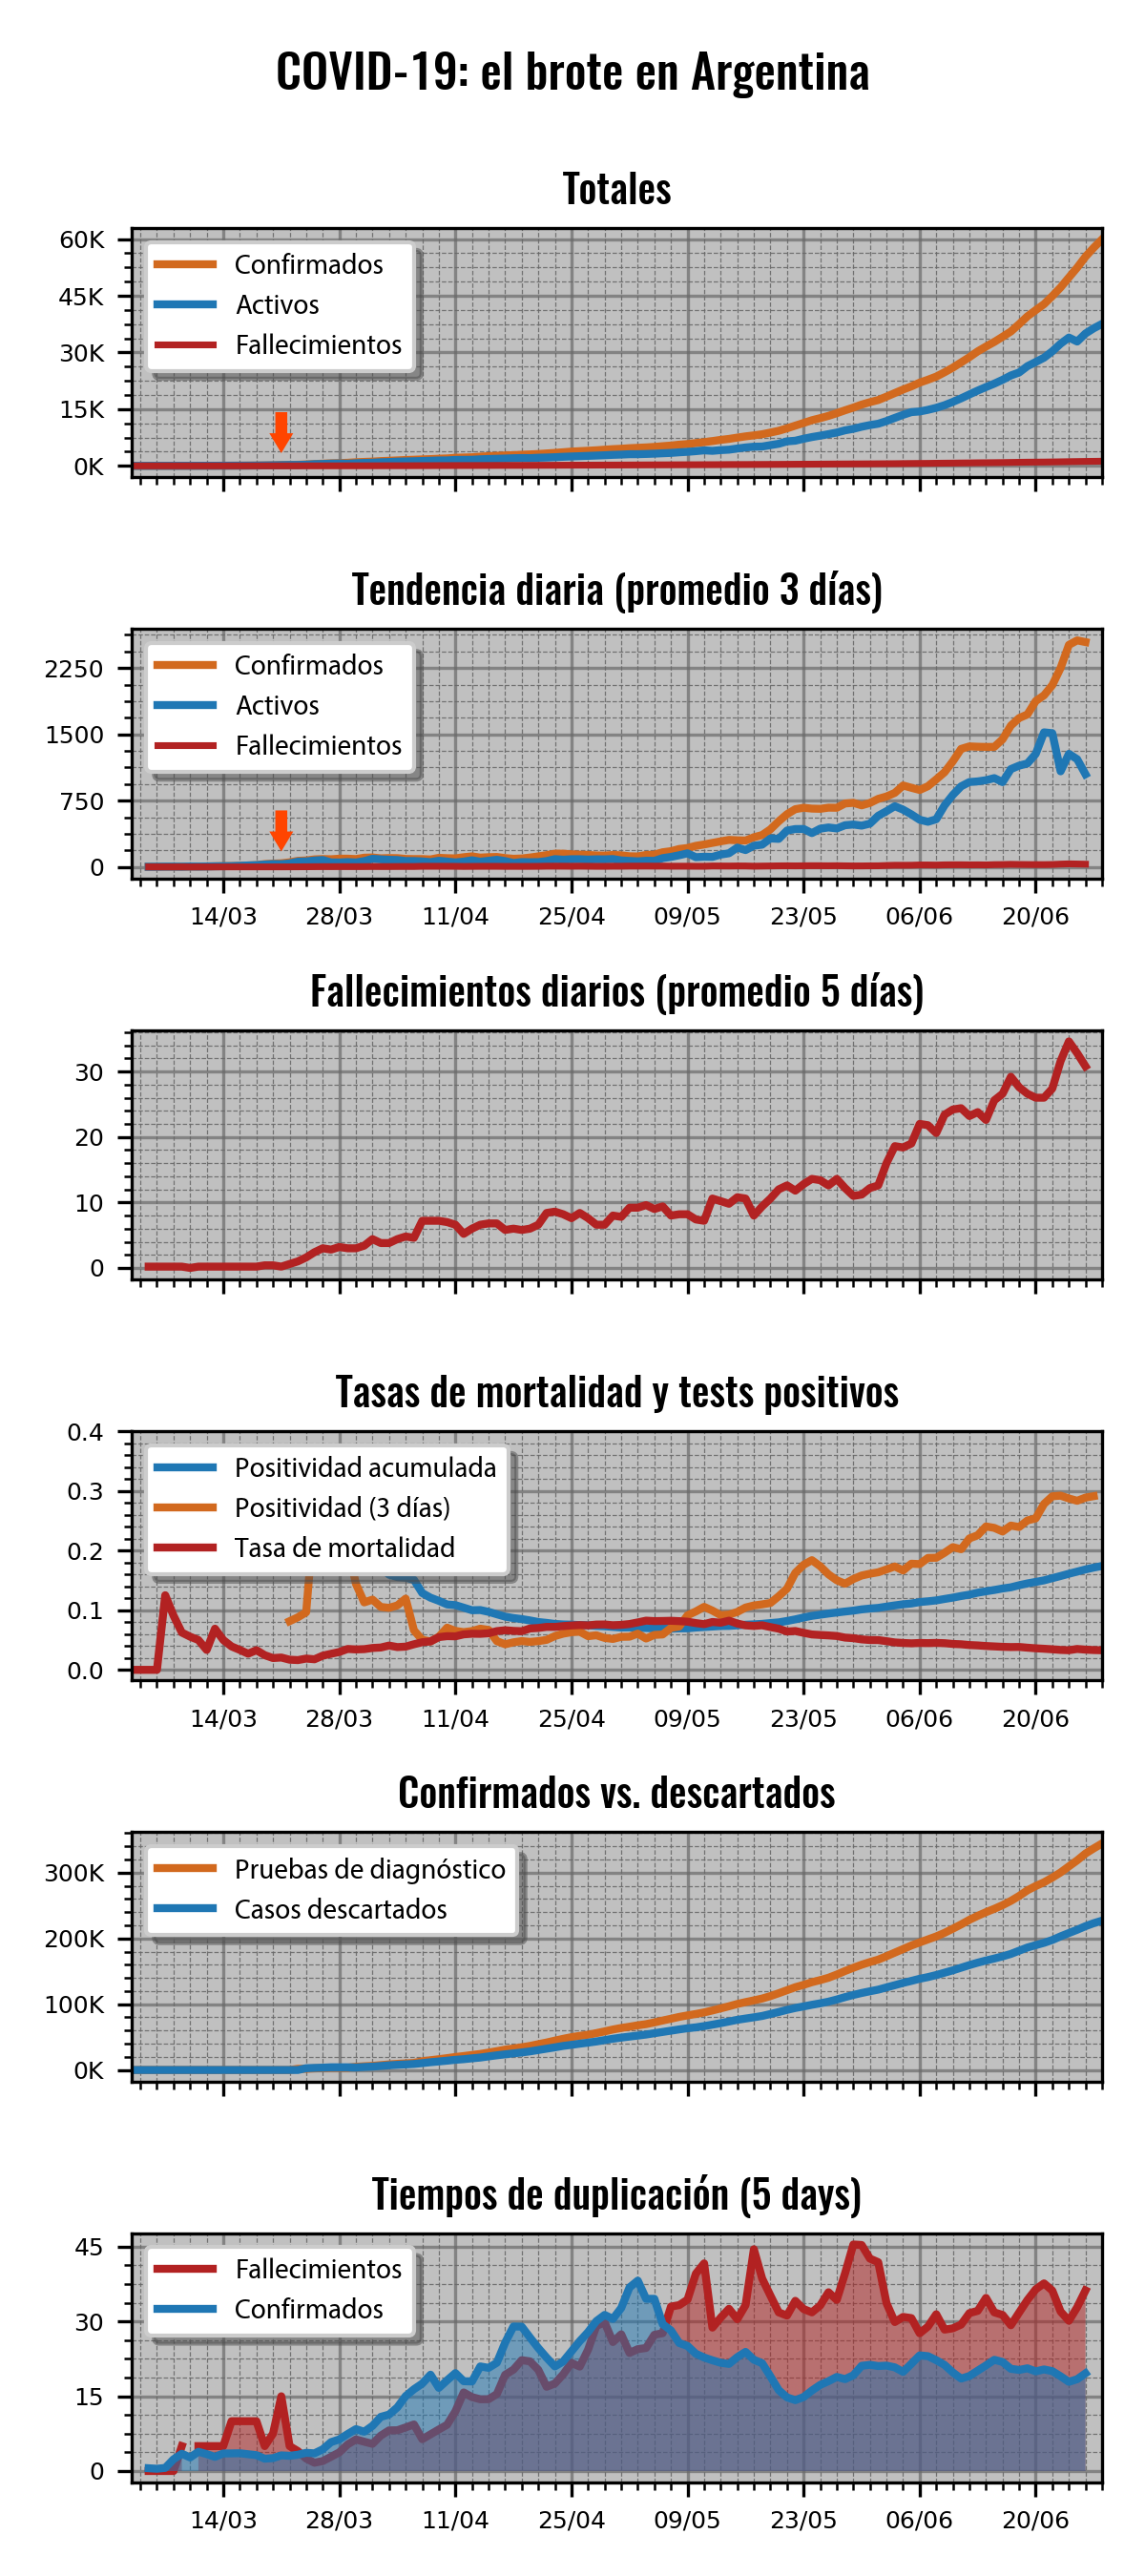 COVID-19: el brote en Argentina
Totales
60K
45K
30K
15K
0K
Confirmados
Activos
Fallecimientos
Tendencia diaria (promedio 3 días)
2250
1500
750
0
Confirmados
Activos
Fallecimientos
14/03 28/03 11/04 25/04 09/05 23/05 06/06 20/06
Fallecimientos diarios (promedio 5 días)
30
20
10
0
Tasas de mortalidad y tests positivos
0.4
0.3
0.2
0.1
0.0
Positividad acumulada
Positividad (3 días)
Tasa de mortalidad
14/03 28/03 11/04 25/04 09/05 23/05 06/06 20/06
Confirmados vs. descartados
300K
200K
100K
0K
Pruebas de diagnóstico
Casos descartados
Tiempos de duplicación (5 days)
45
30
15
0
Fallecimientos
Confirmados
14/03 28/03 11/04 25/04 09/05 23/05 06/06 20/06